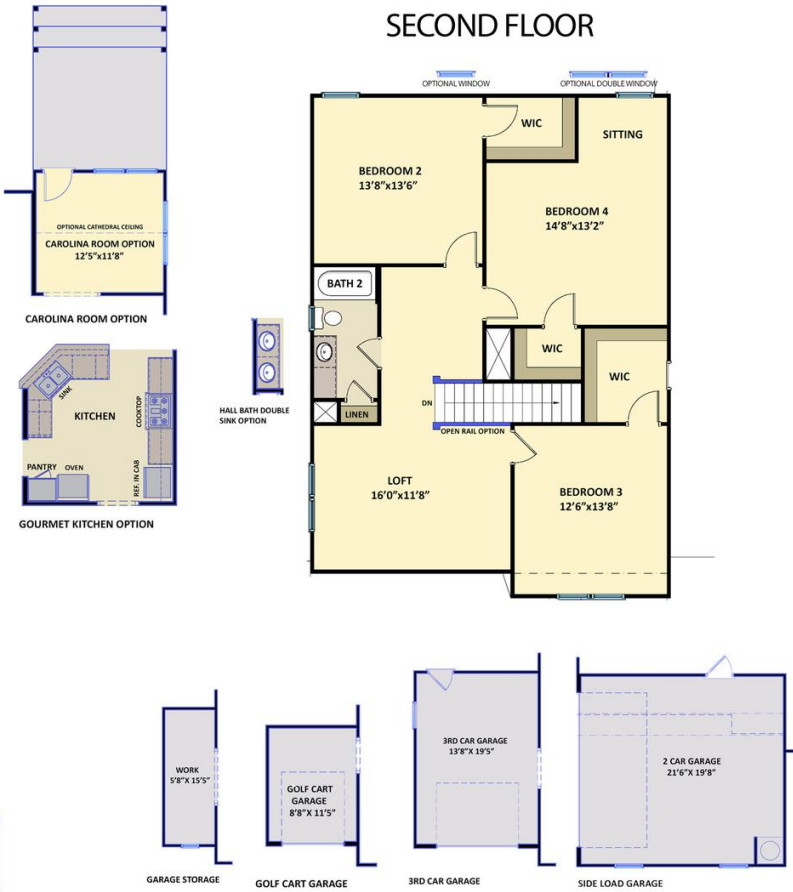 SECOND FLOOR
OPTIONAL WINDOW
OPTIONAL DOUBLE WINDOW
WIC
SITTING
BEDROOM 2
13'8"x13'6"
BEDROOM 4
14'8"x13'2"
OPTIONAL CATHEDRAL CEILING
CAROLINA ROOM OPTION
12'5"x11'8"
CAROLINA ROOM OPTION
BATH 2
WIC
WIC
DN
LINEN
OPEN RAIL OPTION
HALL BATH DOUBLE
SINK OPTION
SINK
KITCHEN
COOKTOP
PANTRY
OVEN
REF. IN CAB
GOURMET KITCHEN OPTION
LOFT
16'0"x11'8"
BEDROOM 3
12'6"x13'8"
WORK
5'8"X 15'5"
GARAGE STORAGE
GOLF CART
GARAGE
8'8"X 11'5"
GOLF CART GARAGE
3RD CAR GARAGE
13'8"X 19'5"
3RD CAR GARAGE
2 CAR GARAGE
21'6"X 19'8"
SIDE LOAD GARAGE